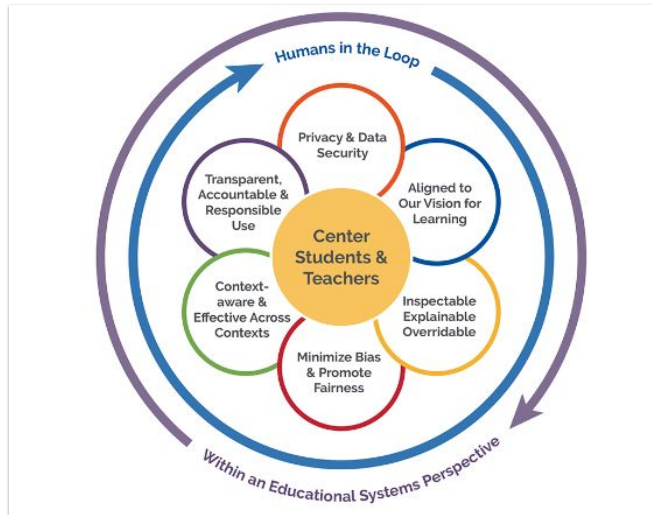 Humans in the Loop
Privacy & Data
Security
Transparent,
Accountable &
Responsible
Use
Aligned to
Our Vision for
Learning
Center
Students &
Teachers
Context-
aware &
Effective Across
Contexts
Inspectable
Explainable
Overridable
Minimize Bias
& Promote
Fairness
Within an Educational Systems Perspective